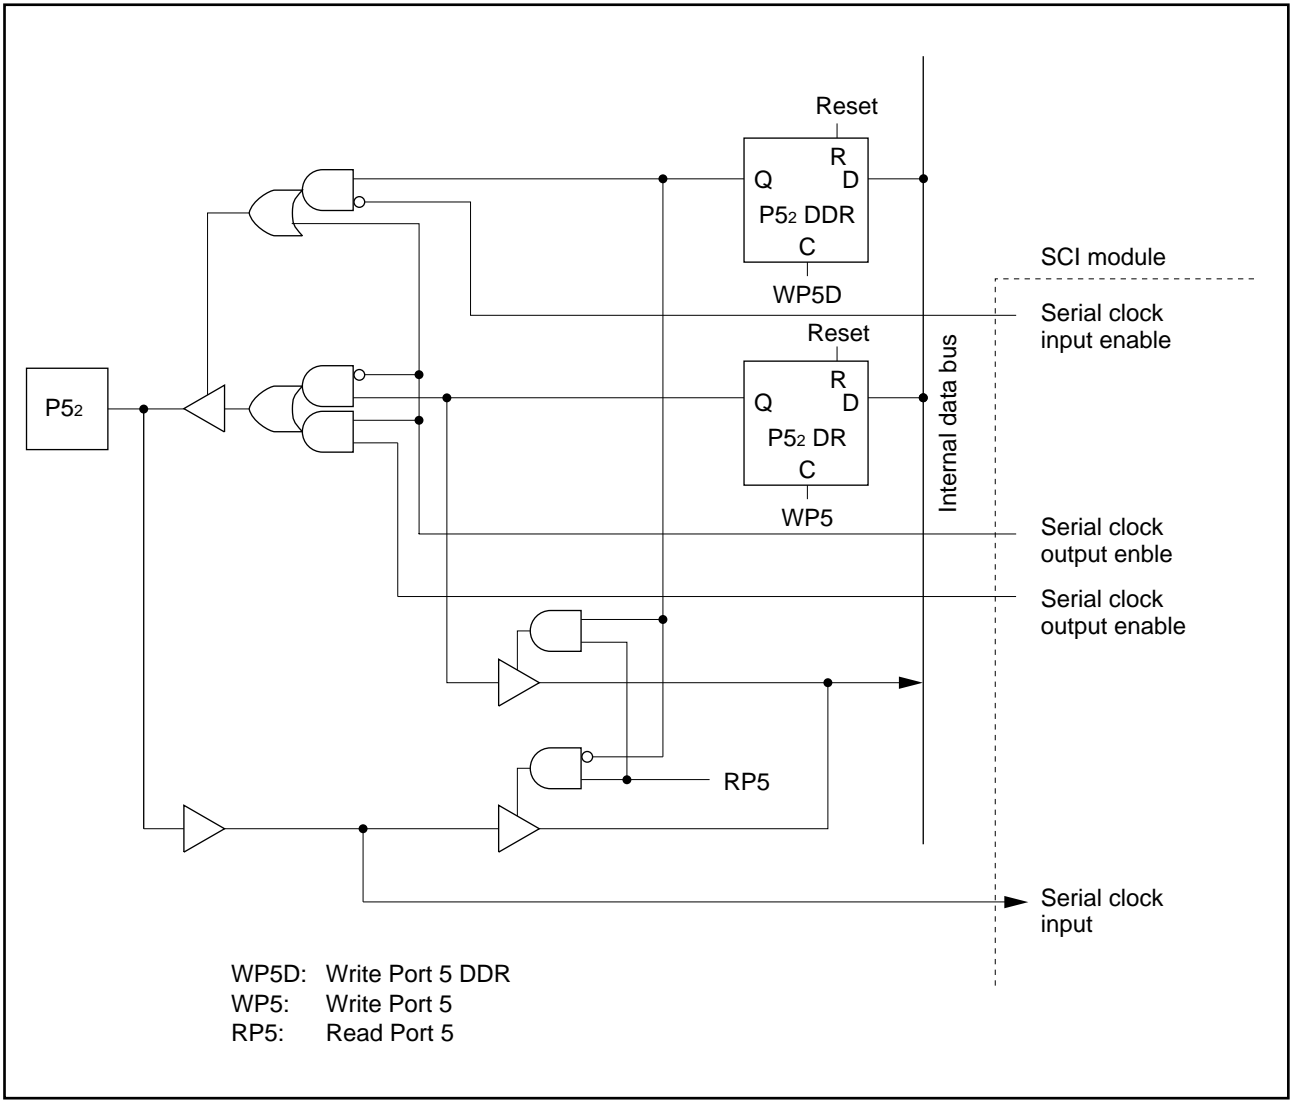 Reset
R
Q D
P52 DDR
C
WP5D
SCI module
Serial clock
input enable
Reset
R
Q D
P52 DR
C
WP5
Internal data bus
P52
Serial clock
output enble
Serial clock
output enable
RP5
Serial clock
input
WP5D: Write Port 5 DDR
WP5: Write Port 5
RP5: Read Port 5